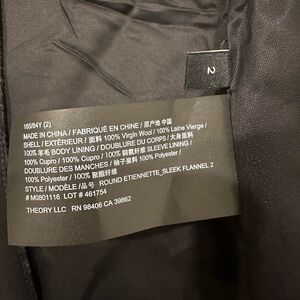 2
165/84Y (2)
MADE IN CHINA / FABRIQUÉ EN CHINE / 原产地 中国
SHELL / EXTÉRIEUR / 面料 100% Virgin Wool / 100% Laine Vierge /
100% 羊毛 BODY LINING / DOUBLURE DU CORPS / 大身里料
100% Cupro / 100% Cupro / 100% 铜氨纤维 SLEEVE LINING /
DOUBLURE DES MANCHES / 袖子里料 100% Polyester /
100% Polyester / 100% 聚酯纤维
STYLE / MODÈLE /品号 ROUND ETIENNETTE_SLEEK FLANNEL 2
# M0801116 LOT # 461754
THEORY LLC RN 98406 CA 39862